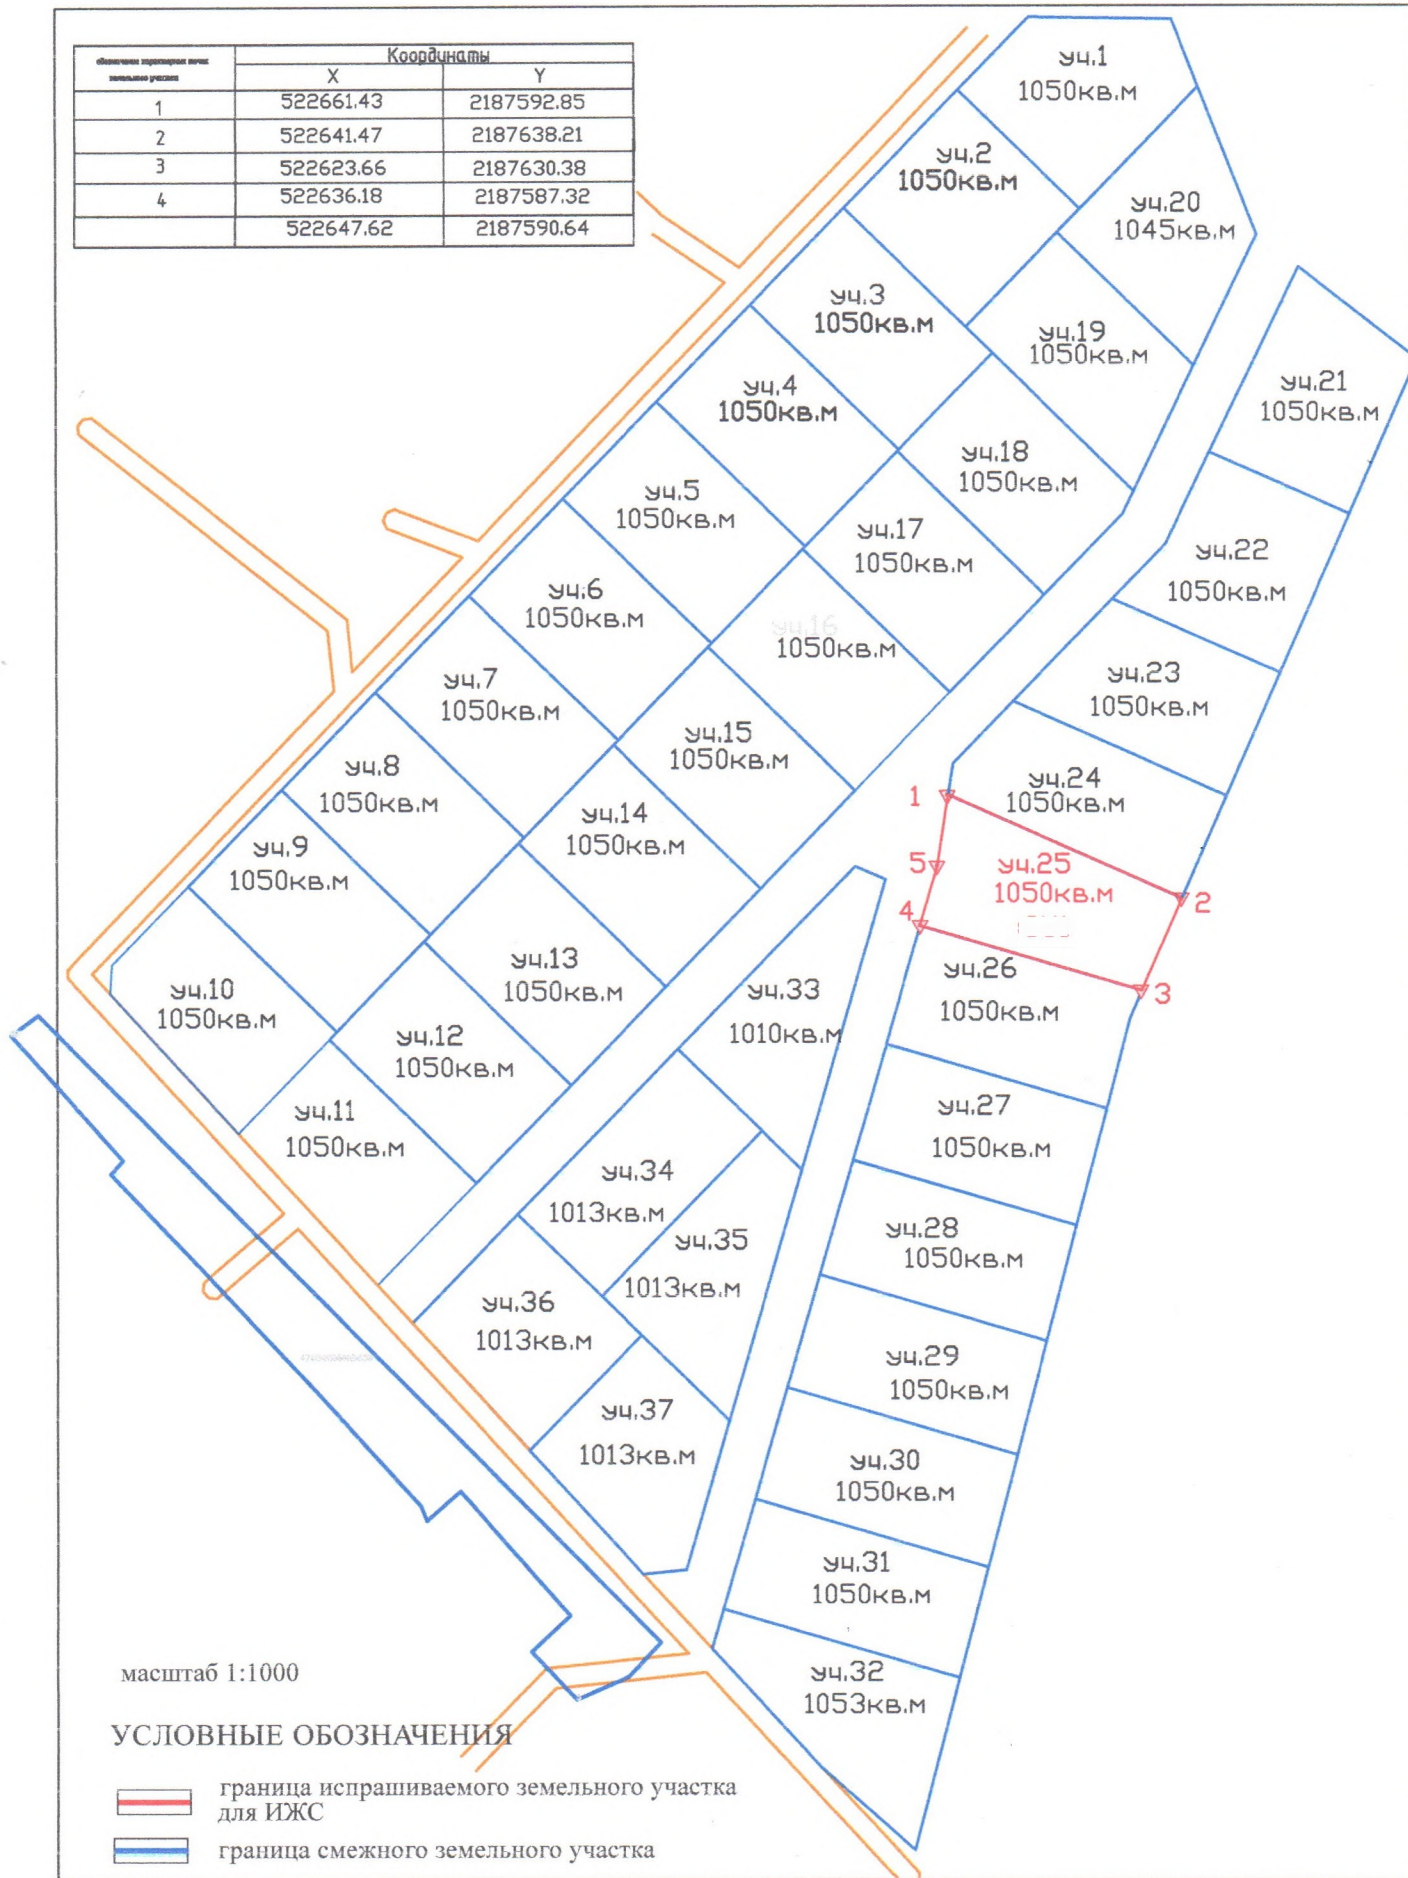 Координаты
X Y
1 522661.43 2187592.85
2 522641.47 2187638.21
3 522623.66 2187630.38
4 522636.18 2187587.32
522647.62 2187590.64
уч.1
1050кв.м
уч.2
1050кв.м
уч.20
1045кв.м
уч.3
1050кв.м
уч.19
1050кв.м
уч.4
1050кв.м
уч.21
1050кв.м
уч.18
1050кв.м
уч.5
1050кв.м
уч.17
1050кв.м
уч.22
1050кв.м
уч.6
1050кв.м
уч.16
1050кв.м
уч.23
1050кв.м
уч.7
1050кв.м
уч.15
1050кв.м
уч.8
1050кв.м
уч.24
1050кв.м
1
уч.14
1050кв.м
уч.9
1050кв.м
5
уч.25
1050кв.м
2
4
уч.13
1050кв.м
уч.26
1050кв.м
уч.10
1050кв.м
уч.33
1010кв.м
3
уч.12
1050кв.м
уч.11
1050кв.м
уч.27
1050кв.м
уч.34
1013кв.м
уч.28
1050кв.м
уч.35
1013кв.м
уч.36
1013кв.м
уч.29
1050кв.м
уч.37
1013кв.м
уч.30
1050кв.м
уч.31
1050кв.м
уч.32
1053кв.м
масштаб 1:1000
УСЛОВНЫЕ ОБОЗНАЧЕНИЯ
граница испрашиваемого земельного участка
для ИЖС
граница смежного земельного участка